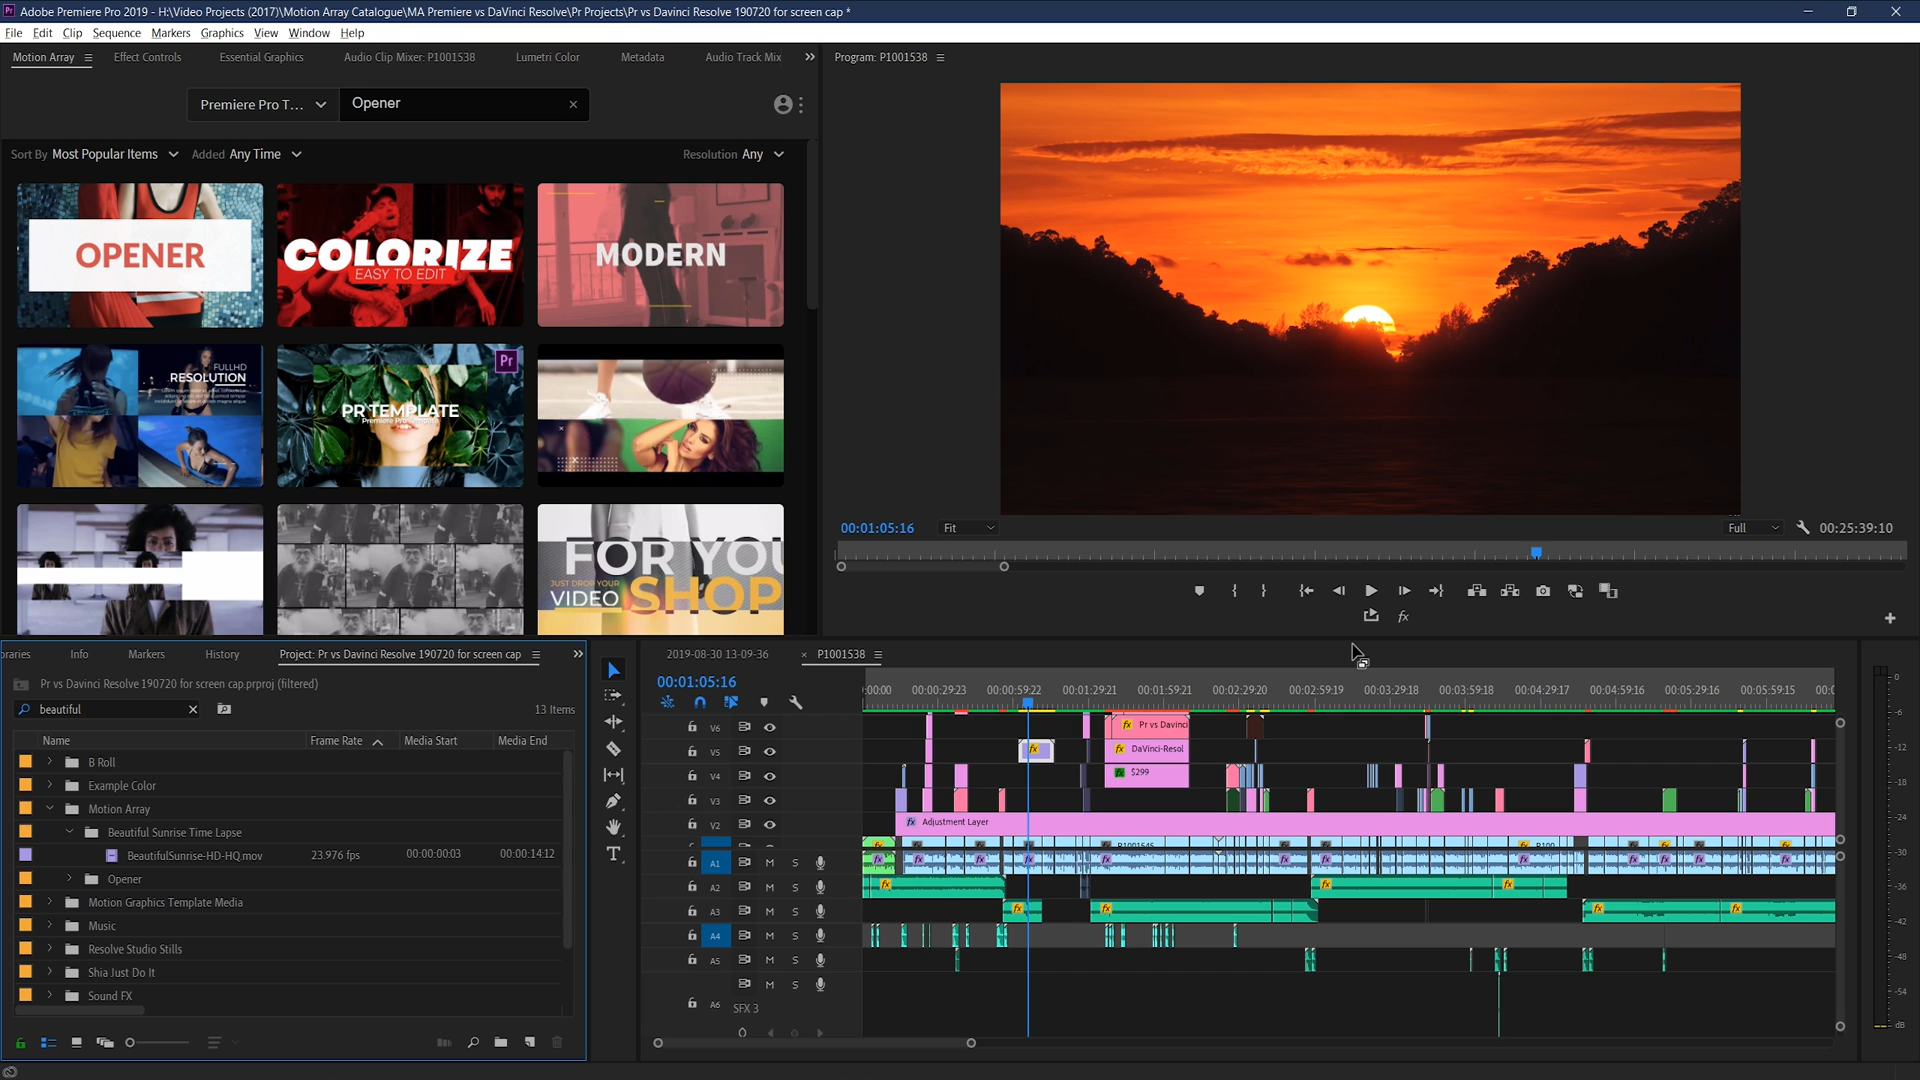 Adobe Premiere Pro 2019 - H:\Video Projects (2017)\Motion Array Catalogue\MA Premiere vs DaVinci Resolve\Pr Projects\Pr vs Davinci Resolve 190720 for screen cap *
File Edit Clip Sequence Markers Graphics View Window Help
Motion Array Effect Controls Essential Graphics Audio Clip Mixer: P1001538 Lumetri Color Metadata Audio Track Mix
Program: P1001538
Premiere Pro T... Opener
Sort By Most Popular Items Added Any Time Resolution Any
OPENER
COLORIZE
EASY TO EDIT
MODERN
FULLHD
RESOLUTION
Pr
PR TEMPLATE
Premiere Pro Template
FOR YOU
JUST DROP YOUR
VIDEO SHOP
00:01:05:16 Fit Full 00:25:39:10
braries Info Markers History Project: Pr vs Davinci Resolve 190720 for screen cap
Pr vs Davinci Resolve 190720 for screen cap.prproj (filtered)
beautiful 13 Items
Name Frame Rate Media Start Media End
B Roll
Example Color
Motion Array
Beautiful Sunrise Time Lapse
BeautifulSunrise-HD-HQ.mov 23.976 fps 00:00:00:03 00:00:14:12
Opener
Motion Graphics Template Media
Music
Resolve Studio Stills
Shia Just Do It
Sound FX
2019-08-30 13-09-36 × P1001538
00:01:05:16
:00:00 00:00:29:23 00:00:59:22 00:01:29:21 00:01:59:21 00:02:29:20 00:02:59:19 00:03:29:18 00:03:59:18 00:04:29:17 00:04:59:16 00:05:29:16 00:05:59:15 00:0
V6 fx Pr vs Davinci
V5 fx fx DaVinci-Resol
V4 fx $299
V3
V2 fx Adjustment Layer
P1001545
A1 M S
A2 M S
A3 M S
A4 M S
A5 M S
M S
A6 SFX 3
0
-6
-12
-18
-24
-30
-36
-42
-48
-54
dB